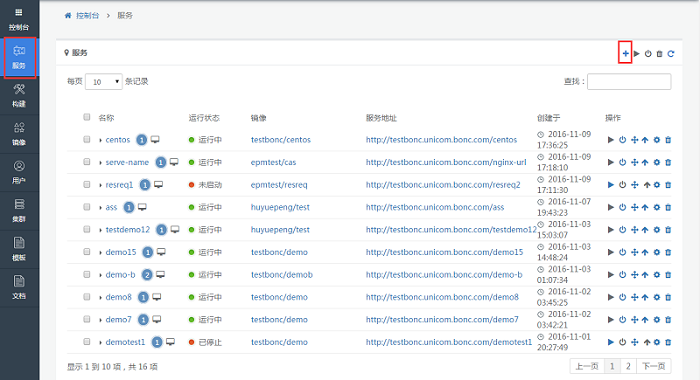 控制台
服务
构建
镜像
用户
集群
模板
文档
控制台 > 服务
服务
每页 10 条记录 查找：
名称 运行状态 镜像 服务地址 创建于 操作
centos 1 运行中 testbonc/centos http://testbonc.unicom.bonc.com/centos 2016-11-09 17:36:25
serve-name 1 运行中 epmtest/cas http://testbonc.unicom.bonc.com/nginx-url 2016-11-09 17:18:10
resreq1 1 未启动 epmtest/resreq http://testbonc.unicom.bonc.com/resreq2 2016-11-09 17:11:30
ass 1 运行中 huyuepeng/test http://testbonc.unicom.bonc.com/ass 2016-11-07 19:43:23
testdemo12 1 运行中 huyuepeng/test http://testbonc.unicom.bonc.com/testdemo12 2016-11-03 15:03:07
demo15 1 运行中 testbonc/demo http://testbonc.unicom.bonc.com/demo15 2016-11-03 14:48:24
demo-b 2 运行中 testbonc/demob http://testbonc.unicom.bonc.com/demo-b 2016-11-03 01:07:34
demo8 1 运行中 testbonc/demo http://testbonc.unicom.bonc.com/demo8 2016-11-02 03:45:25
demo7 1 运行中 testbonc/demo http://testbonc.unicom.bonc.com/demo7 2016-11-02 03:42:21
demotest1 1 已停止 testbonc/demo http://testbonc.unicom.bonc.com/demotest1 2016-11-01 20:27:49
显示 1 到 10 项，共 16 项 上一页 1 2 下一页